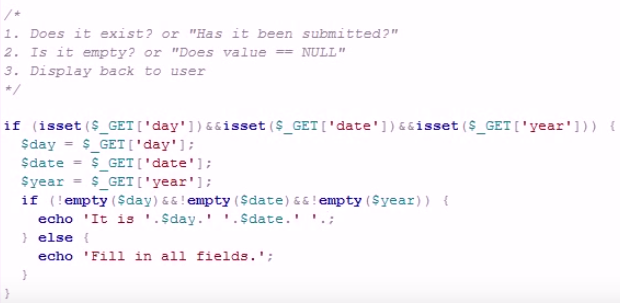 /*
1. Does it exist? or "Has it been submitted?"
2. Is it empty? or "Does value == NULL"
3. Display back to user
*/
if (isset($_GET['day'])&&isset($_GET['date'])&&isset($_GET['year'])) {
$day = $_GET['day'];
$date = $_GET['date'];
$year = $_GET['year'];
if (!empty($day)&&!empty($date)&&!empty($year)) {
echo 'It is '.$day.' '.$date.' '.;
} else {
echo 'Fill in all fields.';
}
}